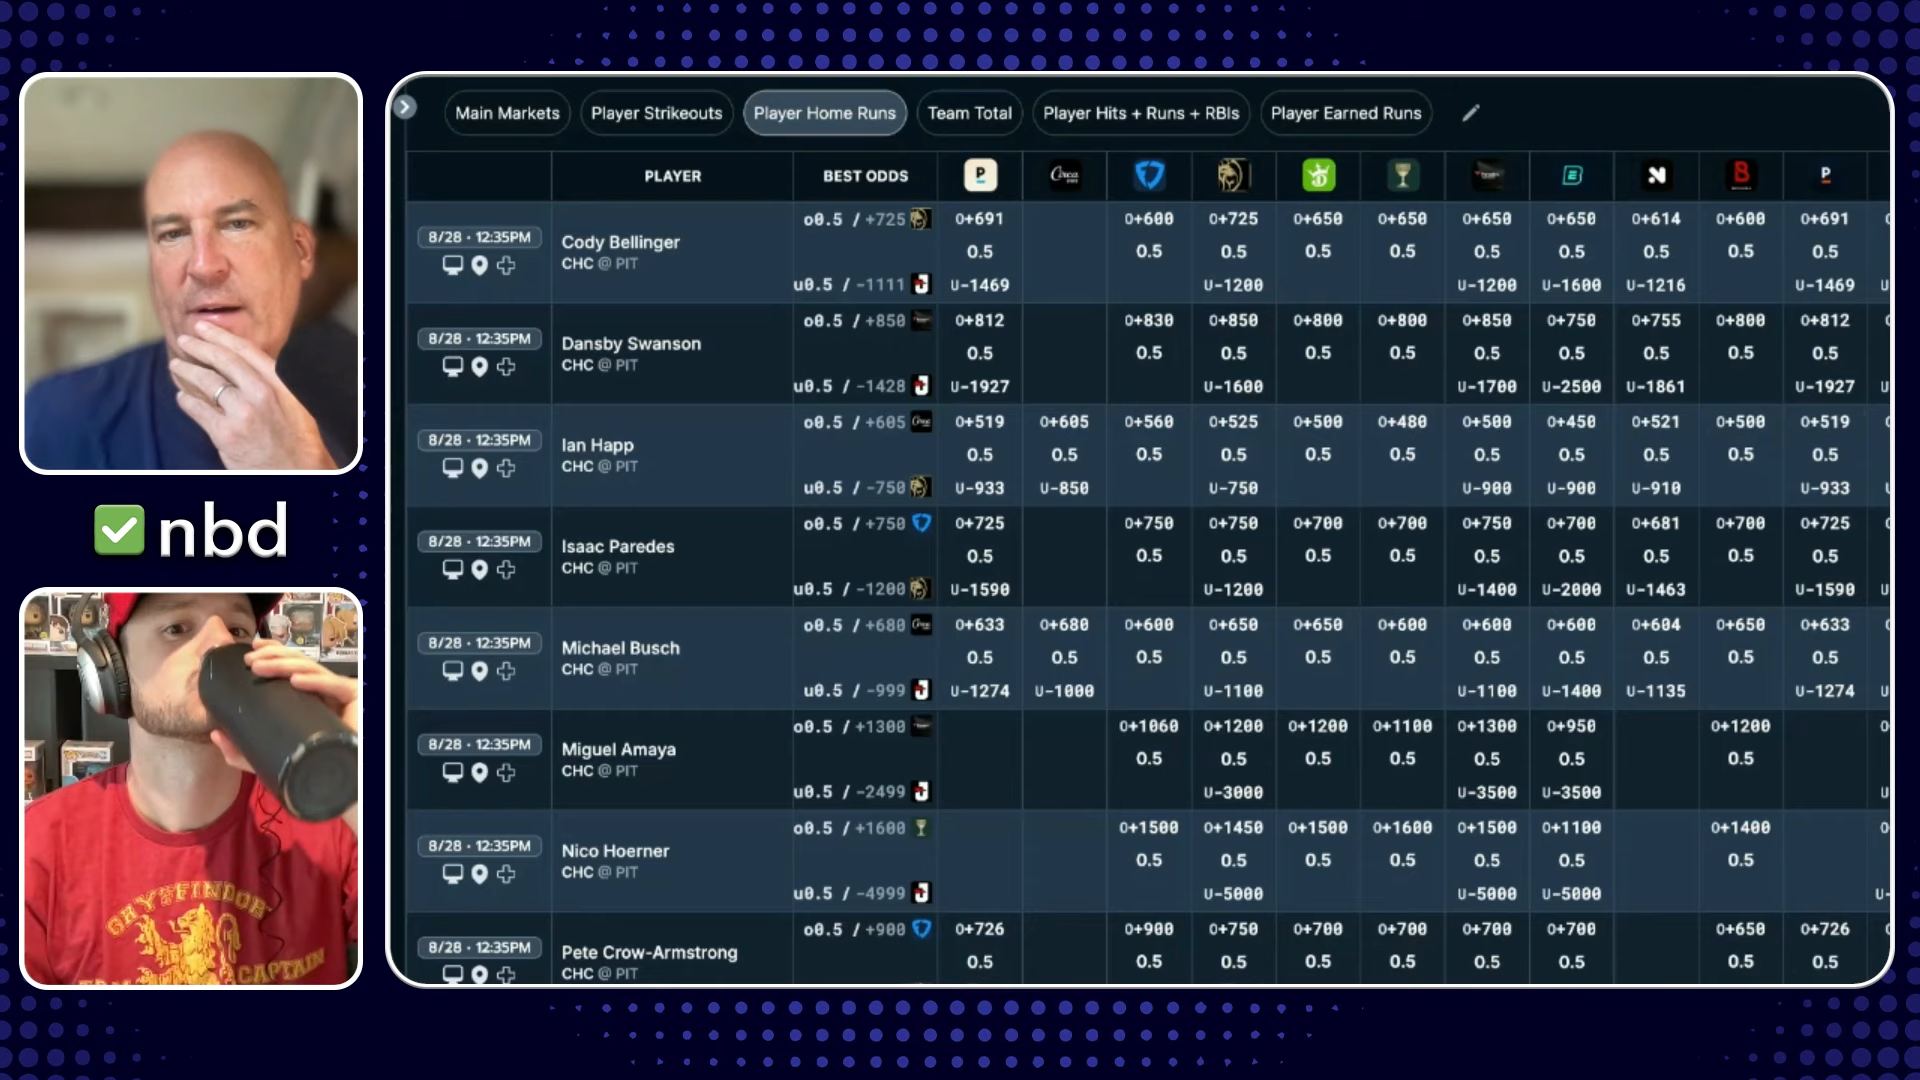 Main Markets Player Strikeouts Player Home Runs Team Total Player Hits + Runs + RBIs Player Earned Runs
PLAYER BEST ODDS P Circa B P
o0.5 / +725 O+691 O+600 O+725 O+650 O+650 O+650 O+650 O+614 O+600 O+691
8/28 • 12:35PM Cody Bellinger 0.5 0.5 0.5 0.5 0.5 0.5 0.5 0.5 0.5 0.5
CHC @ PIT
u0.5 / -1111 U-1469 U-1200 U-1200 U-1600 U-1216 U-1469
o0.5 / +850 O+812 O+830 O+850 O+800 O+800 O+850 O+750 O+755 O+800 O+812
8/28 • 12:35PM Dansby Swanson 0.5 0.5 0.5 0.5 0.5 0.5 0.5 0.5 0.5 0.5
CHC @ PIT
u0.5 / -1428 U-1927 U-1600 U-1700 U-2500 U-1861 U-1927
o0.5 / +605 O+519 O+605 O+560 O+525 O+500 O+480 O+500 O+450 O+521 O+500 O+519
8/28 • 12:35PM Ian Happ 0.5 0.5 0.5 0.5 0.5 0.5 0.5 0.5 0.5 0.5 0.5
CHC @ PIT
u0.5 / -750 U-933 U-850 U-750 U-900 U-900 U-910 U-933
o0.5 / +750 O+725 O+750 O+750 O+700 O+700 O+750 O+700 O+681 O+700 O+725
8/28 • 12:35PM Isaac Paredes 0.5 0.5 0.5 0.5 0.5 0.5 0.5 0.5 0.5 0.5
CHC @ PIT
u0.5 / -1200 U-1590 U-1200 U-1400 U-2000 U-1463 U-1590
o0.5 / +680 O+633 O+680 O+600 O+650 O+650 O+600 O+600 O+600 O+604 O+650 O+633
8/28 • 12:35PM Michael Busch 0.5 0.5 0.5 0.5 0.5 0.5 0.5 0.5 0.5 0.5 0.5
CHC @ PIT
u0.5 / -999 U-1274 U-1000 U-1100 U-1100 U-1400 U-1135 U-1274
o0.5 / +1300 O+1060 O+1200 O+1200 O+1100 O+1300 O+950 O+1200
8/28 • 12:35PM Miguel Amaya 0.5 0.5 0.5 0.5 0.5 0.5 0.5
CHC @ PIT
u0.5 / -2499 U-3000 U-3500 U-3500
o0.5 / +1600 O+1500 O+1450 O+1500 O+1600 O+1500 O+1100 O+1400
8/28 • 12:35PM Nico Hoerner 0.5 0.5 0.5 0.5 0.5 0.5 0.5
CHC @ PIT
u0.5 / -4999 U-5000 U-5000 U-5000 U-
o0.5 / +900 O+726 O+900 O+750 O+700 O+700 O+700 O+700 O+650 O+726
8/28 • 12:35PM Pete Crow-Armstrong 0.5 0.5 0.5 0.5 0.5 0.5 0.5 0.5 0.5
CHC @ PIT
nbd
GRYFFINDOR
TEAM CAPTAIN